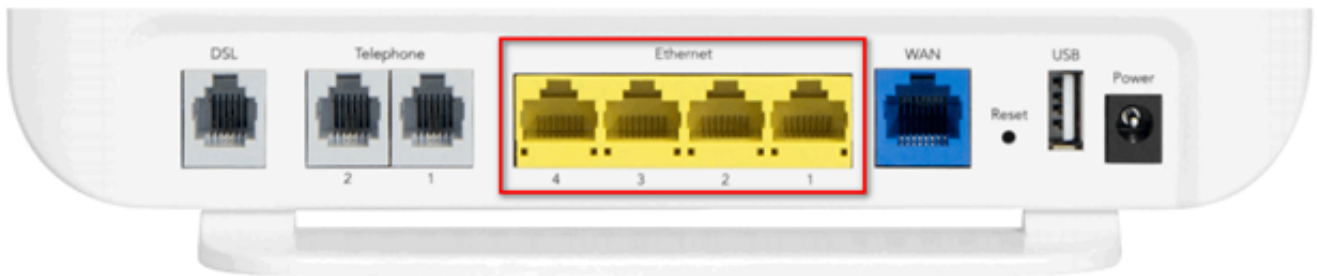 DSL
Telephone
Ethernet
WAN
Reset
USB
Power
2 1
4 3 2 1